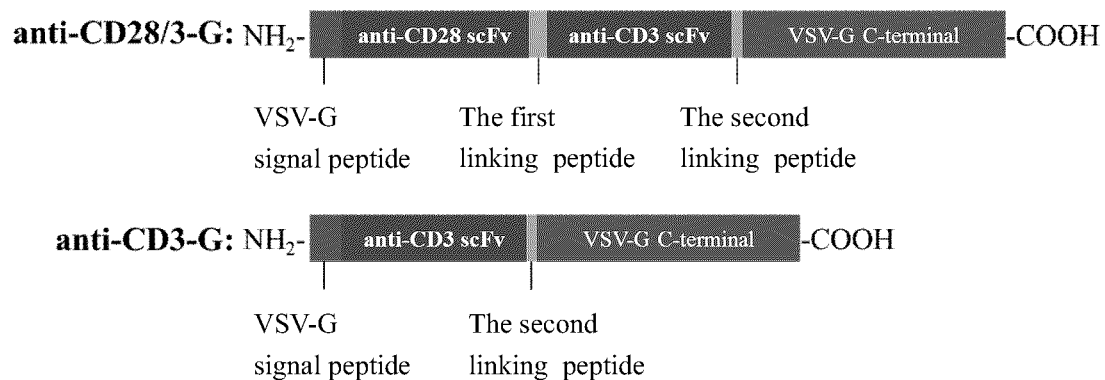 anti-CD28/3-G: NH2- anti-CD28 scFv anti-CD3 scFv VSV-G C-terminal -COOH
VSV-G The first The second
signal peptide linking peptide linking peptide
anti-CD3-G: NH2- anti-CD3 scFv VSV-G C-terminal -COOH
VSV-G The second
signal peptide linking peptide